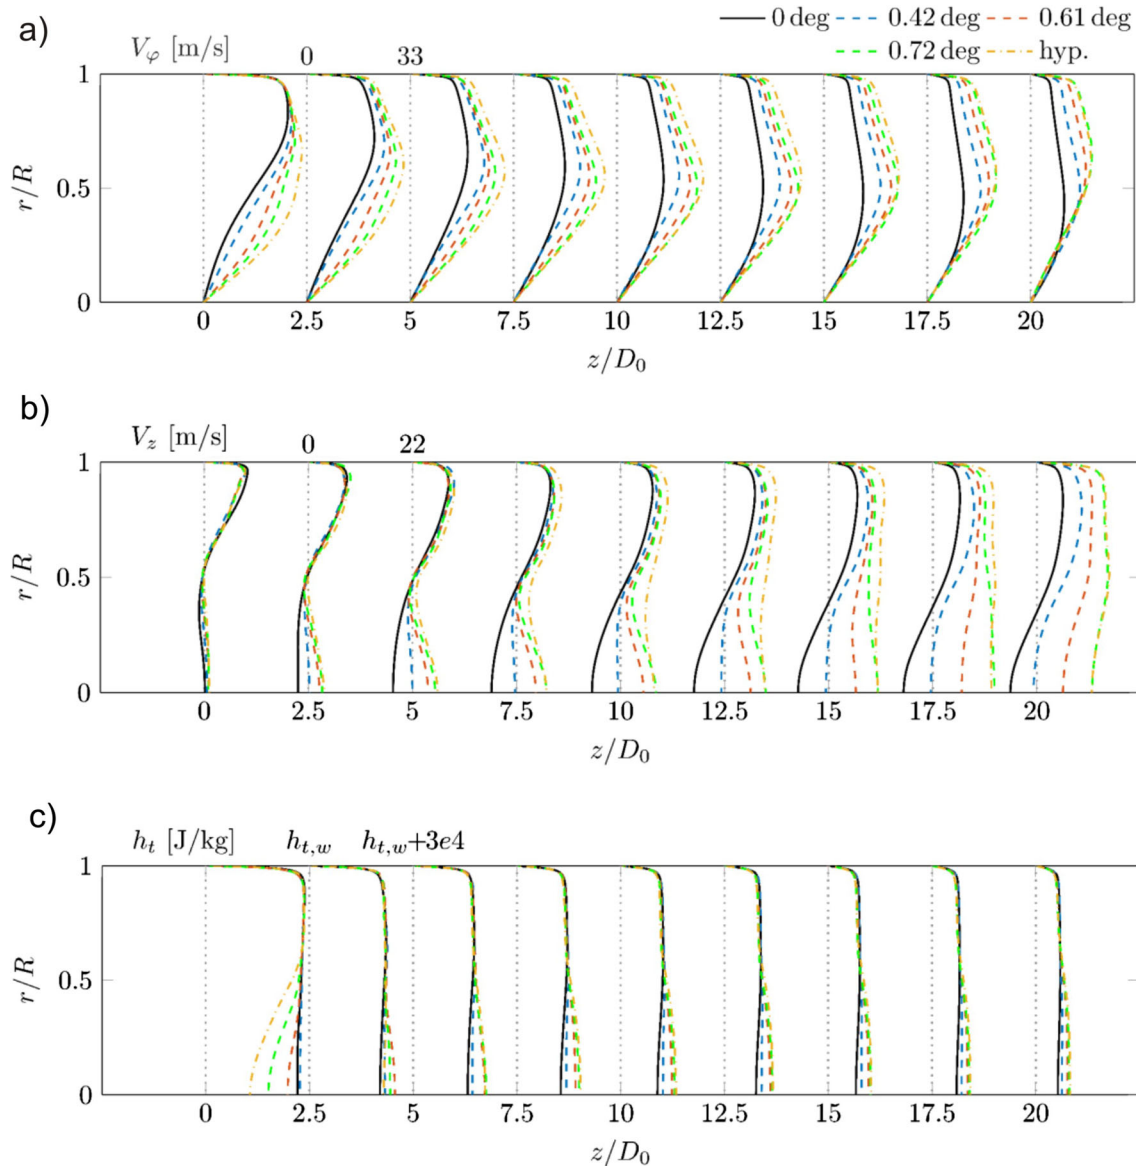 a)
0 deg 0.42 deg 0.61 deg
0.72 deg hyp.
Vφ [m/s] 0 33
1
0.5
0
r/R
0 2.5 5 7.5 10 12.5 15 17.5 20
z/D0
b)
Vz [m/s] 0 22
1
0.5
0
r/R
0 2.5 5 7.5 10 12.5 15 17.5 20
z/D0
c)
ht [J/kg] ht,w ht,w+3e4
1
0.5
0
r/R
0 2.5 5 7.5 10 12.5 15 17.5 20
z/D0